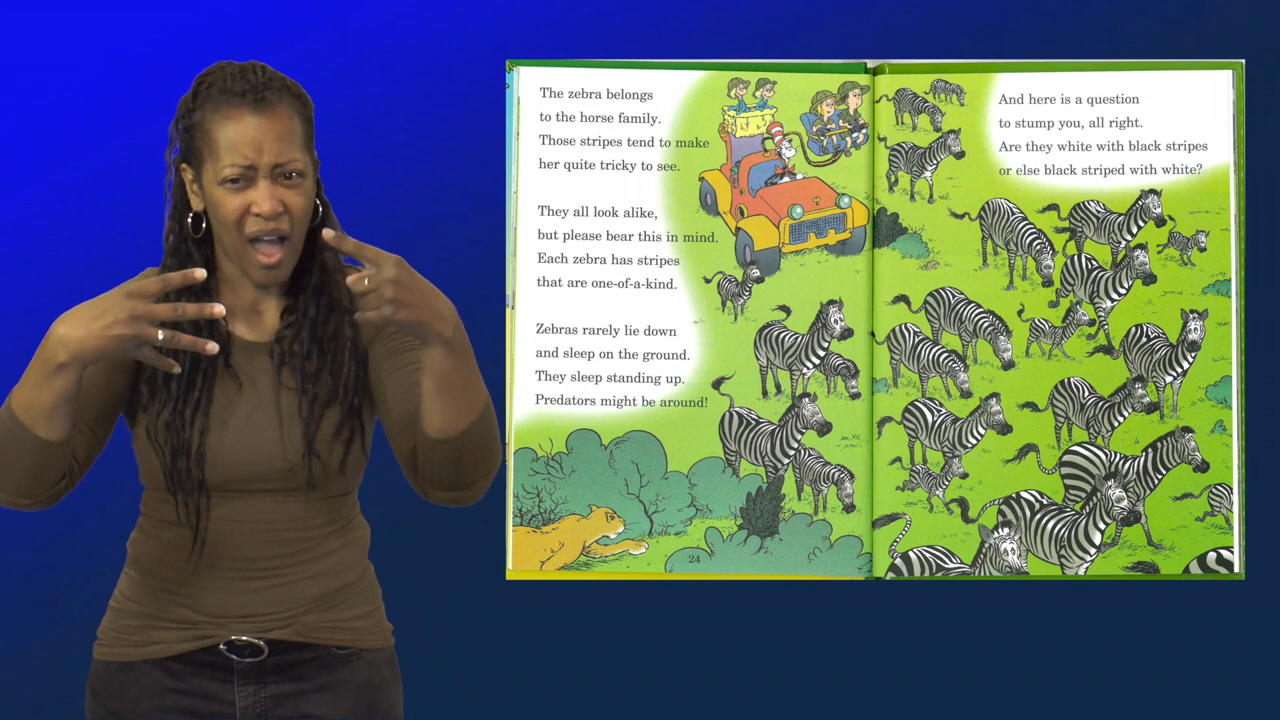 The zebra belongs
to the horse family.
Those stripes tend to make
her quite tricky to see.
They all look alike,
but please bear this in mind.
Each zebra has stripes
that are one-of-a-kind.
Zebras rarely lie down
and sleep on the ground.
They sleep standing up.
Predators might be around!
24
And here is a question
to stump you, all right.
Are they white with black stripes
or else black striped with white?